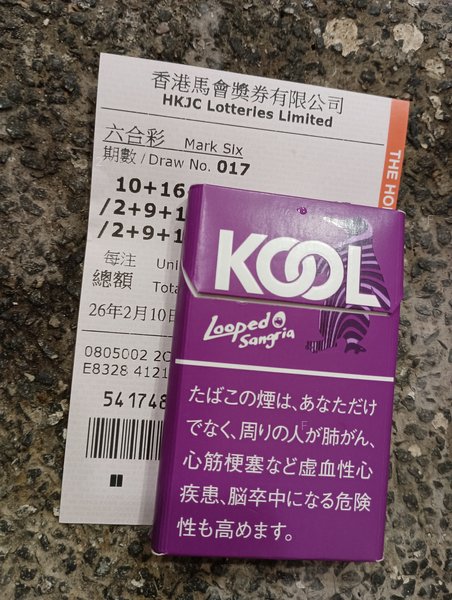 香港馬會獎券有限公司
HKJC Lotteries Limited
六合彩 Mark Six
期數 / Draw No. 017
10+16
/2+9+1
/2+9+1
每注 Uni
總額 Tota
26年2月10日
0805002 2C
E8328 4121
541748
THE HO
KOOL
Looped
Sangria
たばこの煙は、あなただけ
でなく、周りの人が肺がん、
心筋梗塞など虚血性心
疾患、脳卒中になる危険
性も高めます。